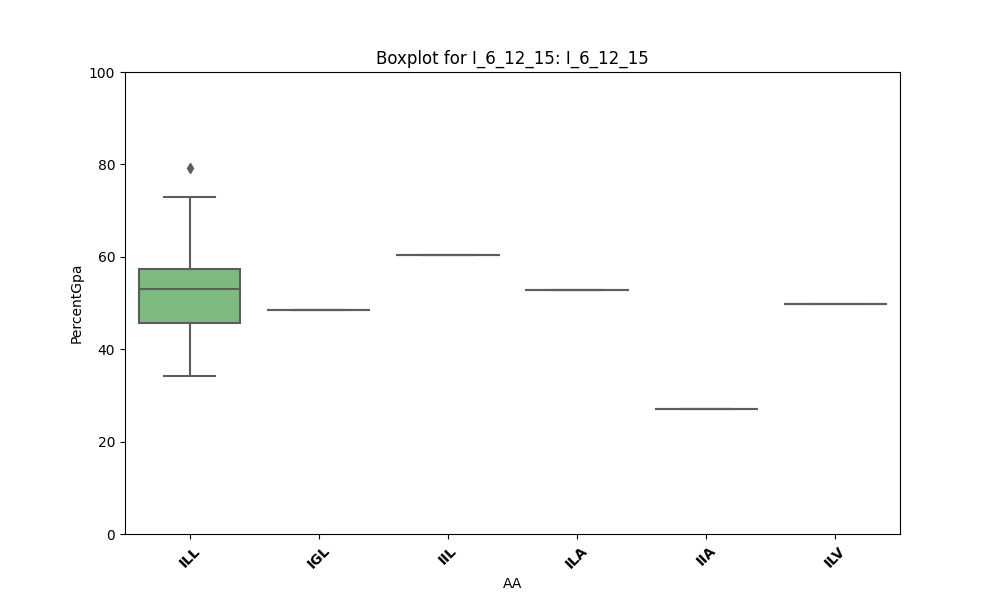 Boxplot for I_6_12_15: I_6_12_15
100
80
60
40
20
0
PercentGpa
ILL
IGL
IIL
ILA
IIA
ILV
AA